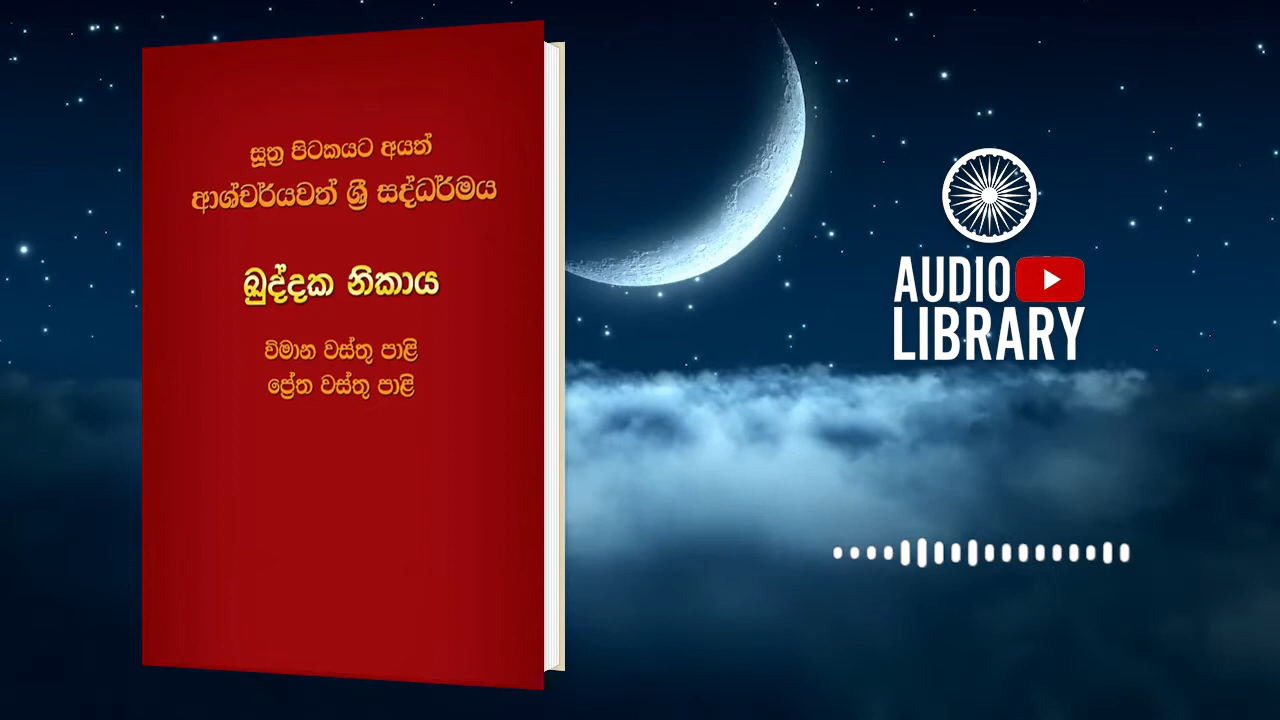 සූත්‍ර පිටකයට අයත්
ආශ්චර්යවත් ශ්‍රී සද්ධර්මය
ඛුද්දක නිකාය
විමාන වස්තු පාළි
ප්‍රේත වස්තු පාළි
AUDIO
LIBRARY